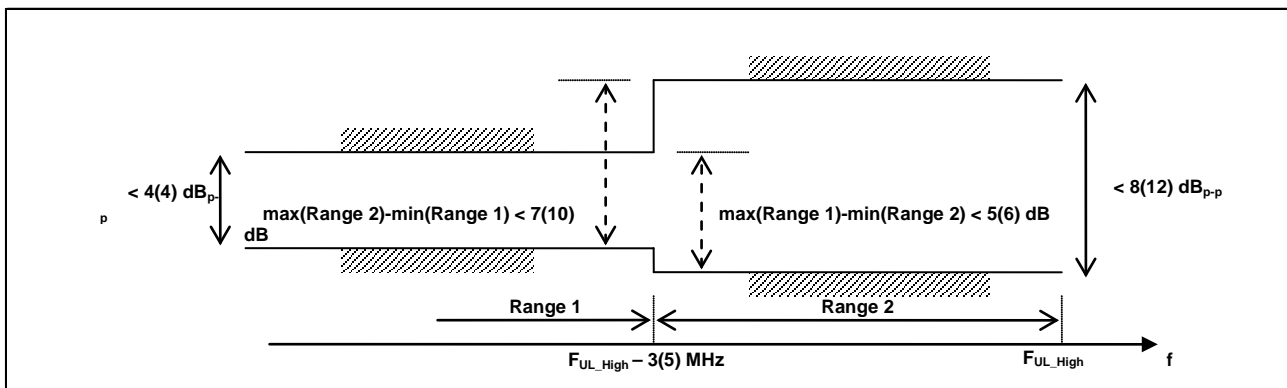 < 4(4) dBp-p
max(Range 2)-min(Range 1) < 7(10) dB
max(Range 1)-min(Range 2) < 5(6) dB
< 8(12) dBp-p
Range 1
Range 2
FUL_High – 3(5) MHz
FUL_High
f